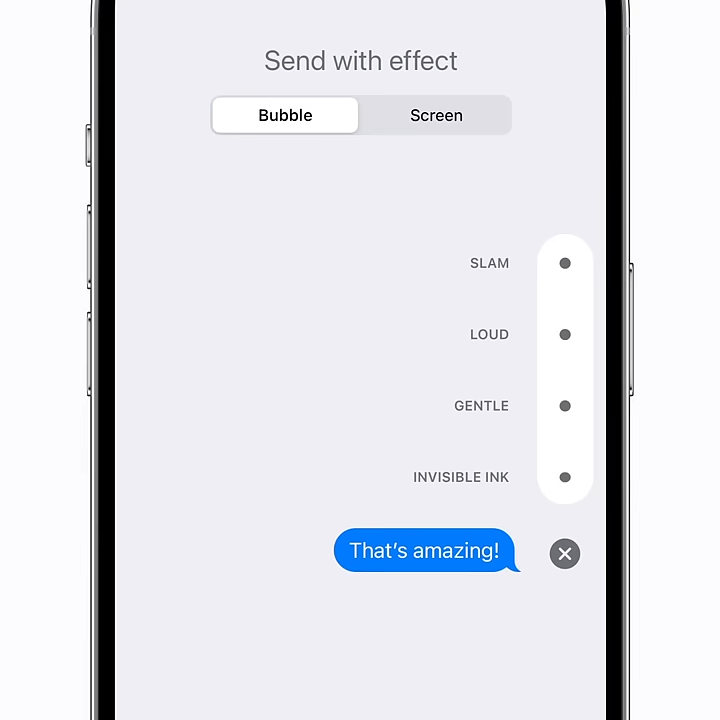 Send with effect
Bubble
Screen
SLAM
LOUD
GENTLE
INVISIBLE INK
That's amazing!